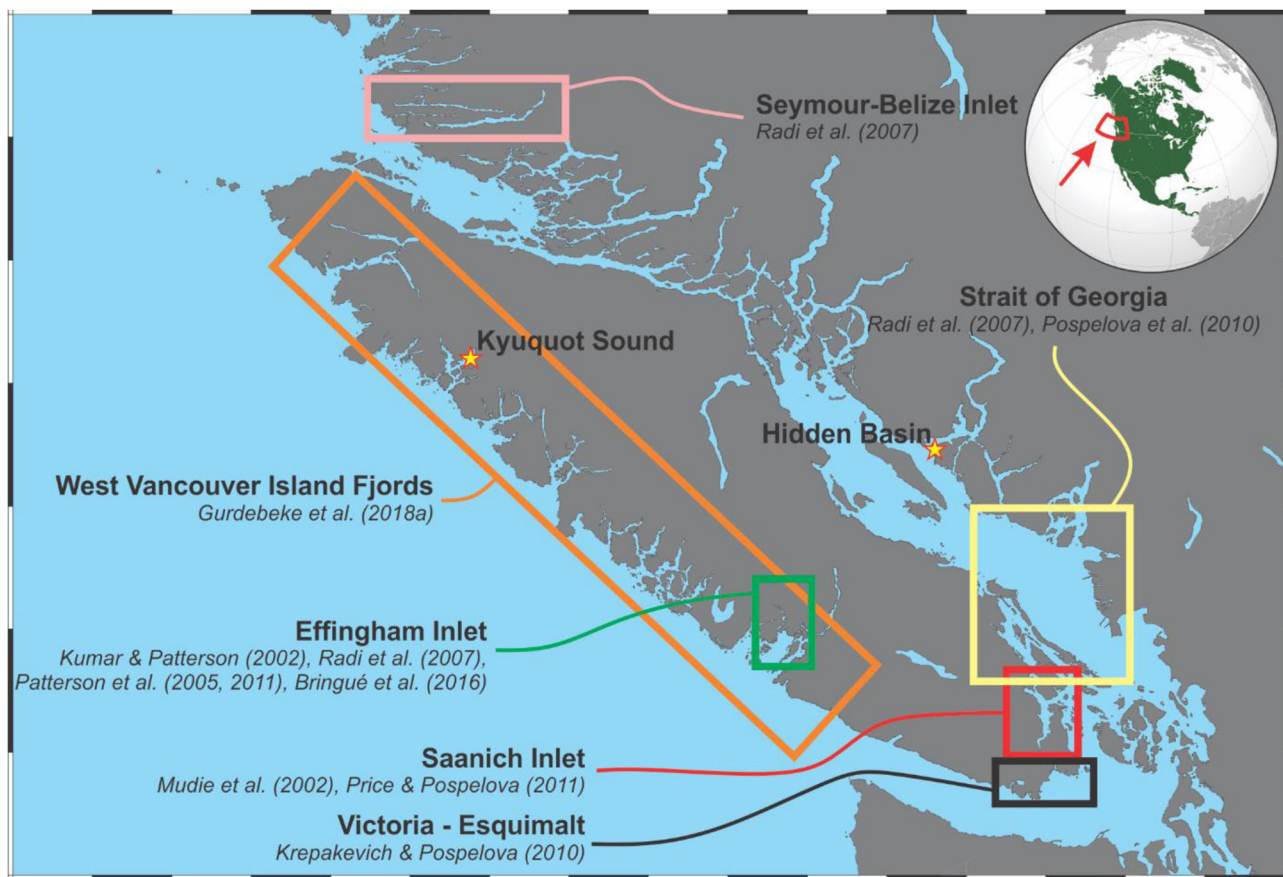 Seymour-Belize Inlet
Radi et al. (2007)
Strait of Georgia
Radi et al. (2007), Pospelova et al. (2010)
Kyuquot Sound
Hidden Basin
West Vancouver Island Fjords
Gurdebeke et al. (2018a)
Effingham Inlet
Kumar & Patterson (2002), Radi et al. (2007),
Patterson et al. (2005, 2011), Bringué et al. (2016)
Saanich Inlet
Mudie et al. (2002), Price & Pospelova (2011)
Victoria - Esquimalt
Krepakevich & Pospelova (2010)